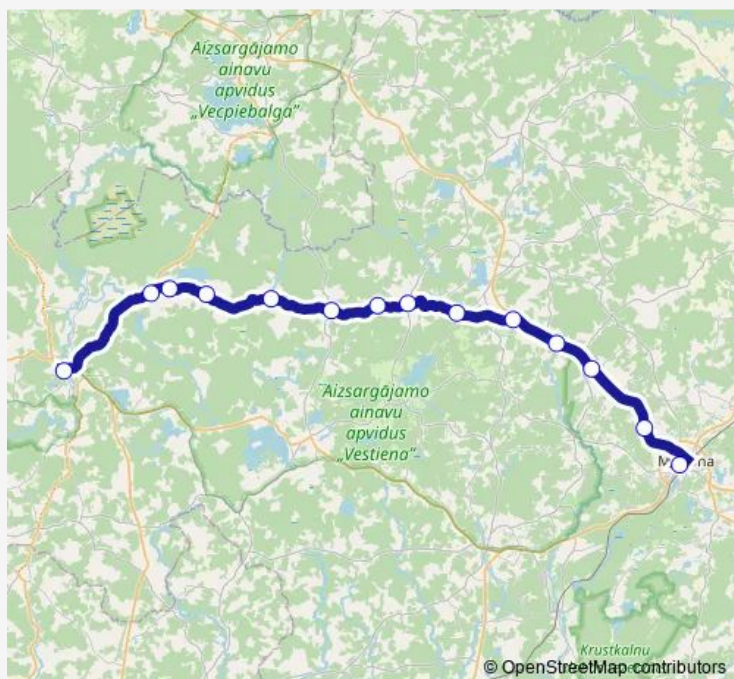 Aizsargājamo
ainavu
apvidus
„Vecpiebalga”
Aizsargājamo
ainavu
apvidus
„Vestiena”
Krustkalnu
© OpenStreetMap contributors